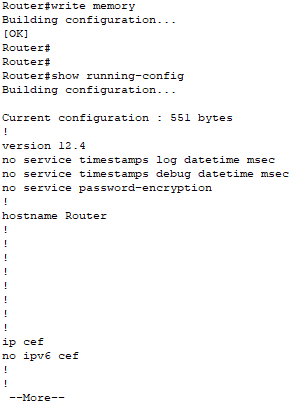 Router#write memory
Building configuration...
[OK]
Router#
Router#
Router#show running-config
Building configuration...

Current configuration : 551 bytes
!
version 12.4
no service timestamps log datetime msec
no service timestamps debug datetime msec
no service password-encryption
!
hostname Router
!
!
!
!
!
!
!
!
ip cef
no ipv6 cef
!
!
 --More--